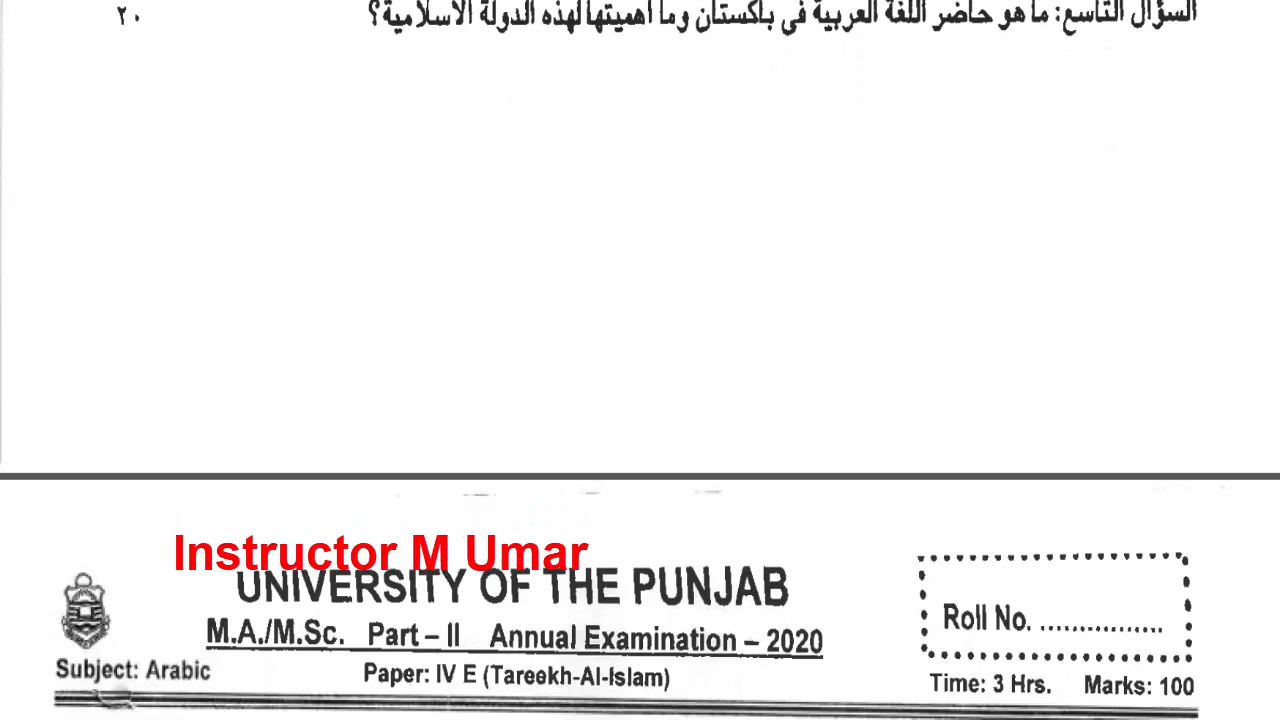 السؤال التاسع: ما هو حاضر اللغة العربية فى باكستان وما أهميتها لهذه الدولة الاسلامية؟ ٢٠
Instructor M Umar
UNIVERSITY OF THE PUNJAB
M.A./M.Sc. Part – II Annual Examination – 2020
Roll No. ................
Subject: Arabic Paper: IV E (Tareekh-Al-Islam) Time: 3 Hrs. Marks: 100